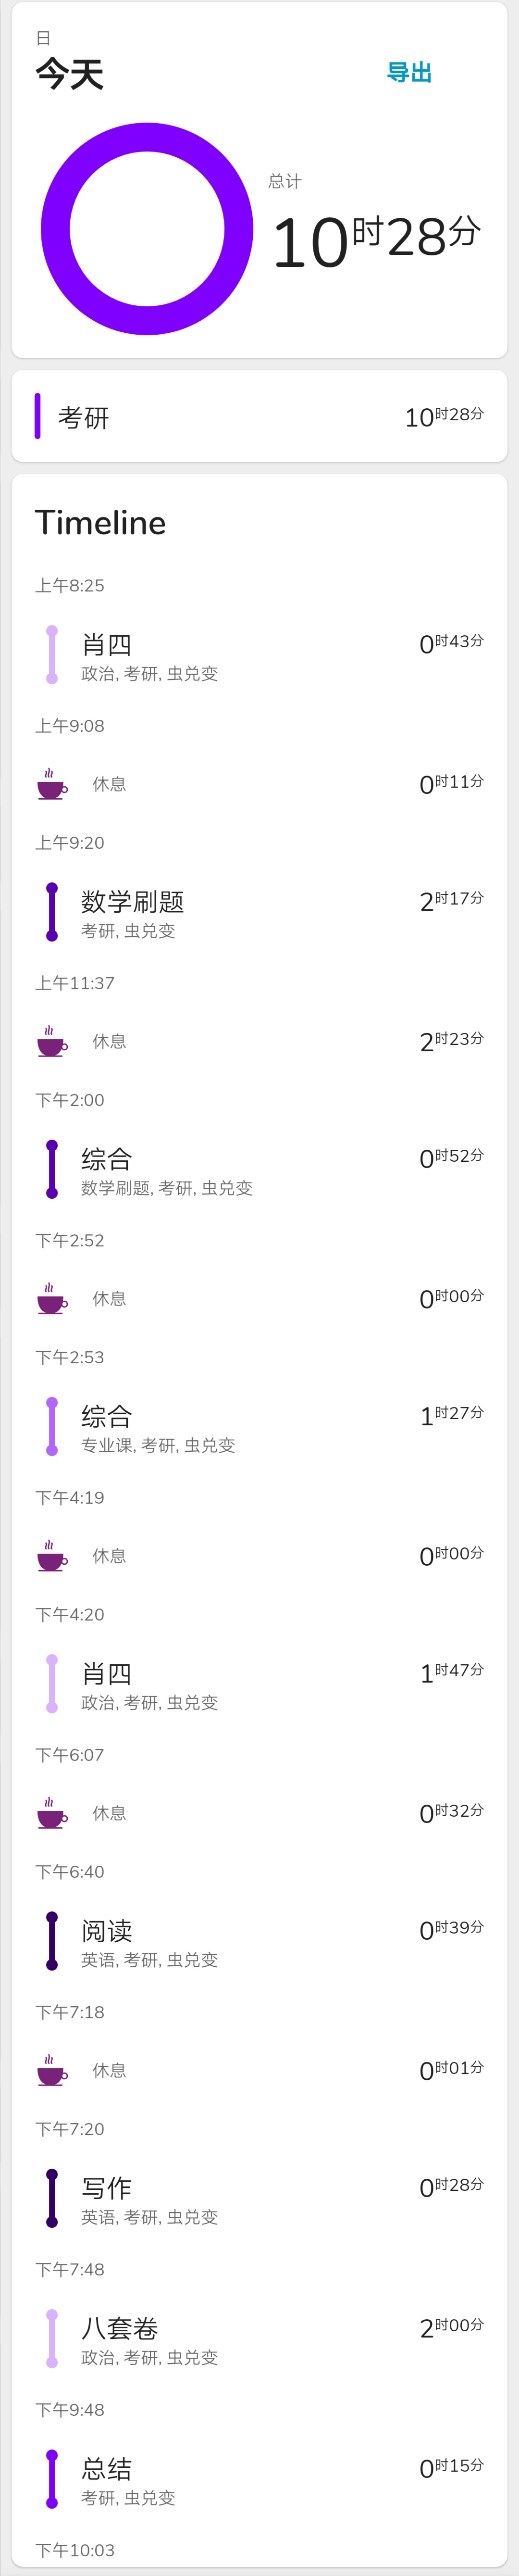 日
今天
导出
总计
10时28分
考研 10时28分
Timeline
上午8:25
肖四 0时43分
政治, 考研, 虫兑变
上午9:08
休息 0时11分
上午9:20
数学刷题 2时17分
考研, 虫兑变
上午11:37
休息 2时23分
下午2:00
综合 0时52分
数学刷题, 考研, 虫兑变
下午2:52
休息 0时00分
下午2:53
综合 1时27分
专业课, 考研, 虫兑变
下午4:19
休息 0时00分
下午4:20
肖四 1时47分
政治, 考研, 虫兑变
下午6:07
休息 0时32分
下午6:40
阅读 0时39分
英语, 考研, 虫兑变
下午7:18
休息 0时01分
下午7:20
写作 0时28分
英语, 考研, 虫兑变
下午7:48
八套卷 2时00分
政治, 考研, 虫兑变
下午9:48
总结 0时15分
考研, 虫兑变
下午10:03